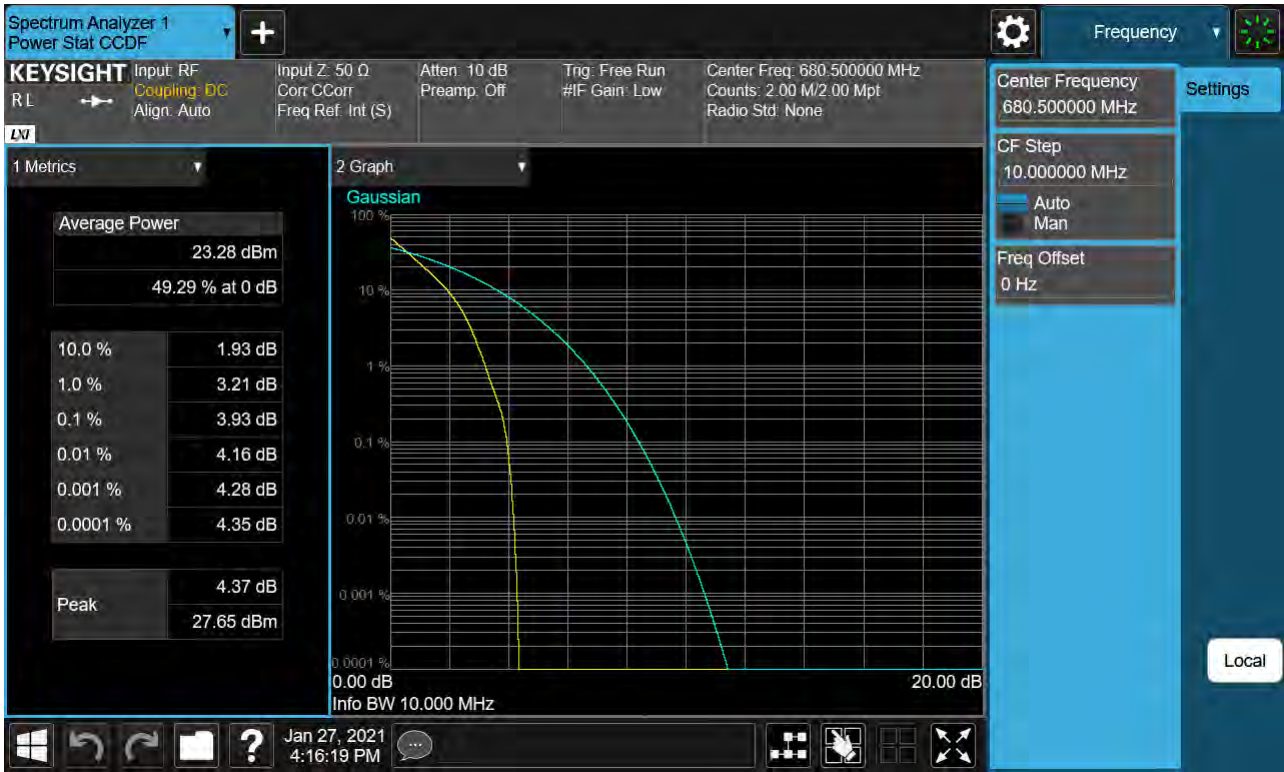 Spectrum Analyzer 1
Power Stat CCDF
+
Frequency
KEYSIGHT
RL
LXI
Input: RF
Coupling: DC
Align: Auto
Input Z: 50 Ω
Corr CCorr
Freq Ref: Int (S)
Atten: 10 dB
Preamp: Off
Trig: Free Run
#IF Gain: Low
Center Freq: 680.500000 MHz
Counts: 2.00 M/2.00 Mpt
Radio Std: None
Center Frequency
680.500000 MHz
Settings
CF Step
10.000000 MHz
Auto
Man
Freq Offset
0 Hz
1 Metrics
Average Power
23.28 dBm
49.29 % at 0 dB
10.0 % 1.93 dB
1.0 % 3.21 dB
0.1 % 3.93 dB
0.01 % 4.16 dB
0.001 % 4.28 dB
0.0001 % 4.35 dB
Peak
4.37 dB
27.65 dBm
2 Graph
Gaussian
100 %
10 %
1 %
0.1 %
0.01 %
0.001 %
0.0001 %
0.00 dB 20.00 dB
Info BW 10.000 MHz
Local
?
Jan 27, 2021
4:16:19 PM